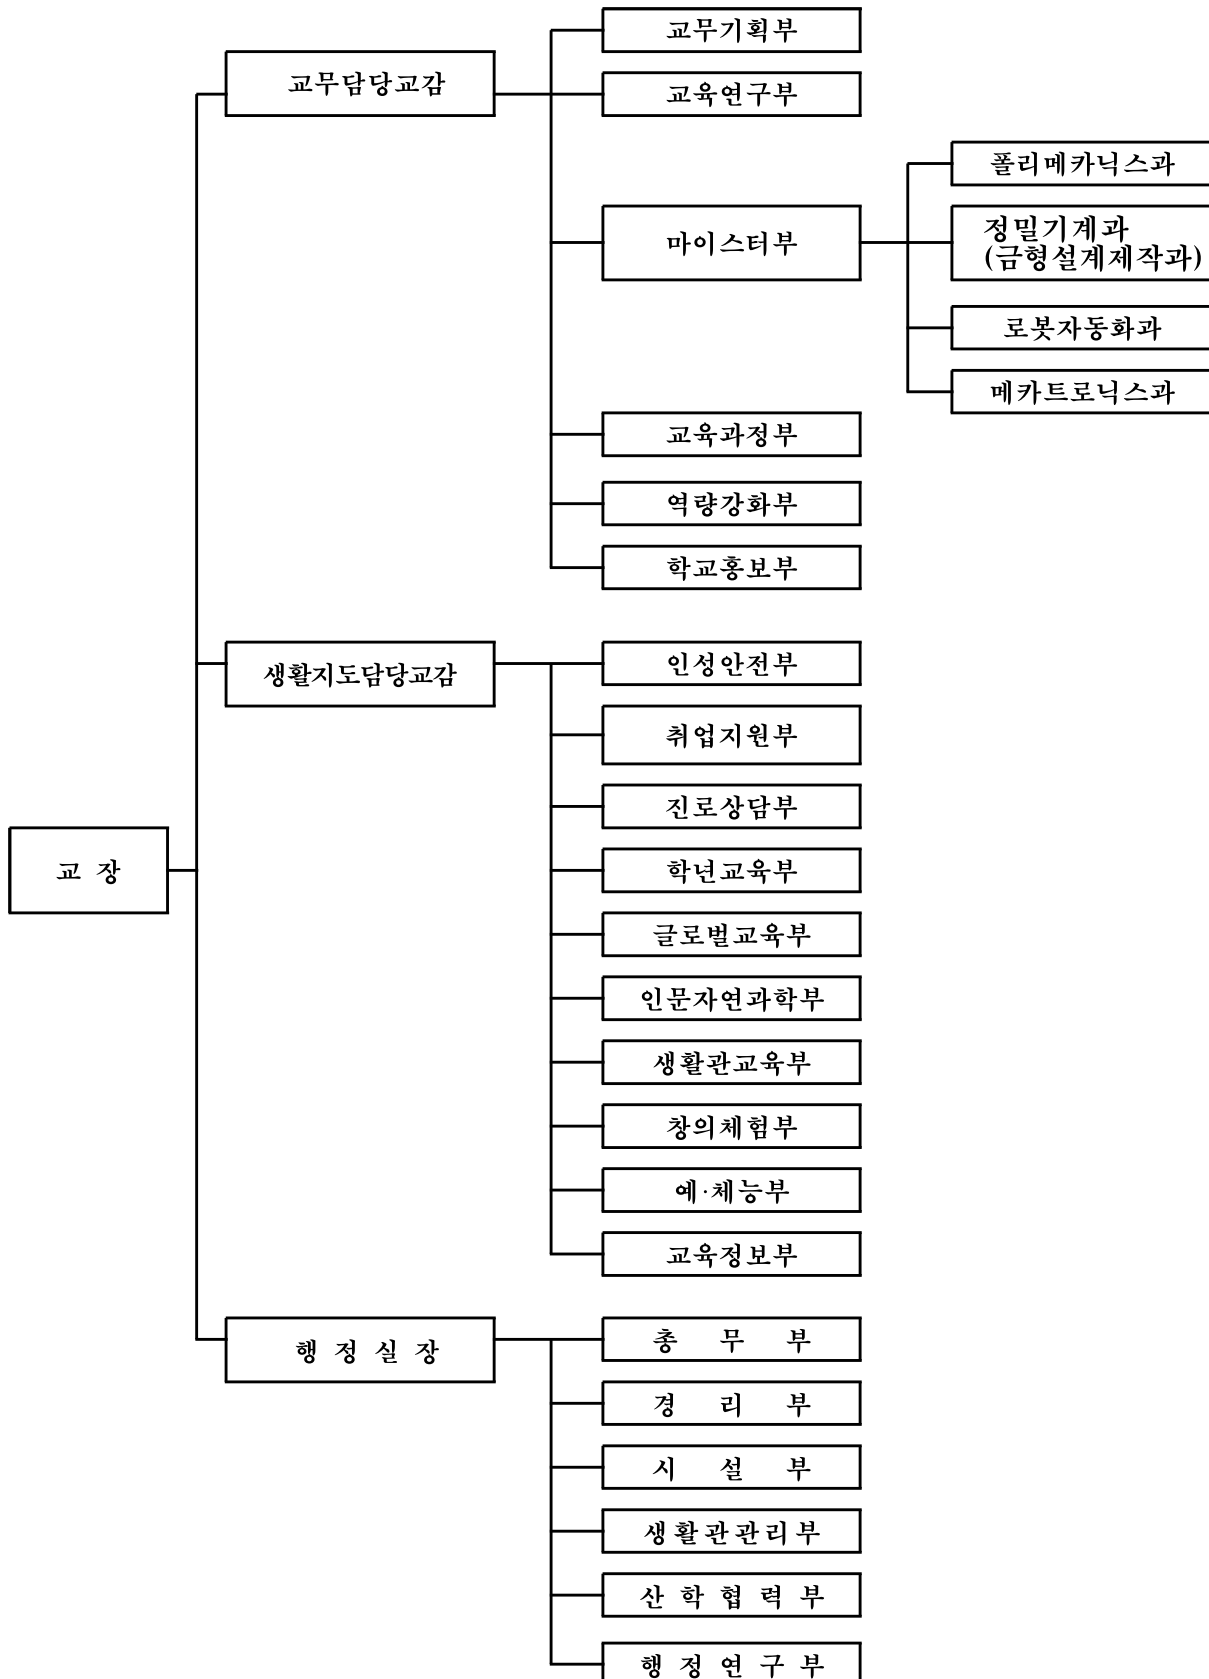 교무기획부
교무담당교감
교육연구부
폴리메카닉스과
마이스터부
정밀기계과
(금형설계제작과)
로봇자동화과
메카트로닉스과
교육과정부
역량강화부
학교홍보부
생활지도담당교감
인성안전부
취업지원부
진로상담부
교 장
학년교육부
글로벌교육부
인문자연과학부
생활관교육부
창의체험부
예·체능부
교육정보부
행 정 실 장
총 무 부
경 리 부
시 설 부
생활관관리부
산 학 협 력 부
행 정 연 구 부